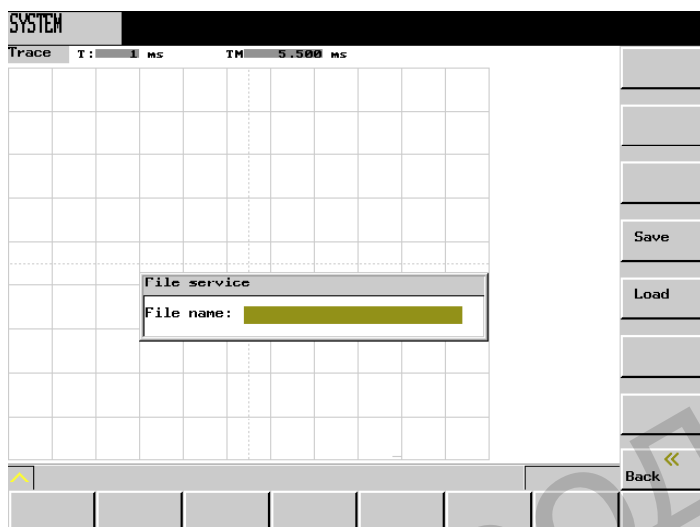 SYSTEM
Trace T: 1 ms TM 5.500 ms
Save
File service
Load
File name:
Back «